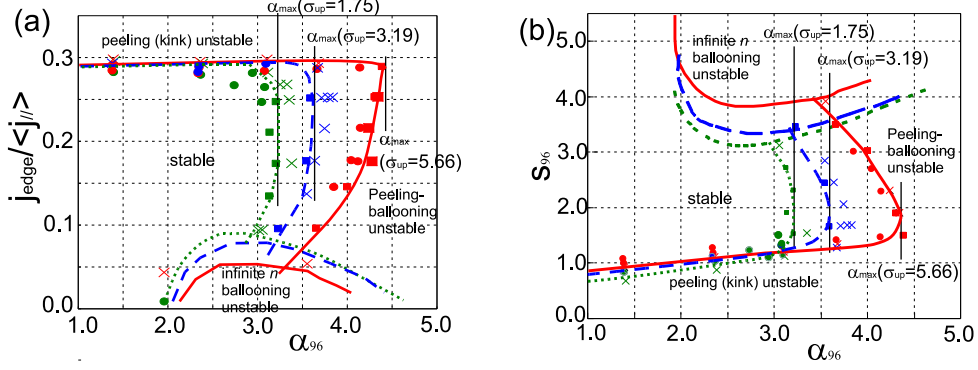 (a)
αmax(σup=1.75)
peeling (kink) unstable
αmax(σup=3.19)
0.3
0.2
0.1
0.0
jedge/<j//>
stable
αmax
(σup=5.66)
Peeling-
ballooning
unstable
infinite n
ballooning
unstable
1.0
2.0
3.0
4.0
5.0
α96
(b)
αmax(σup=1.75)
infinite n
ballooning
unstable
αmax(σup=3.19)
5.0
4.0
3.0
2.0
1.0
0.0
s96
Peeling-
ballooning
unstable
stable
αmax(σup=5.66)
peeling (kink) unstable
1.0
2.0
3.0
4.0
5.0
α96